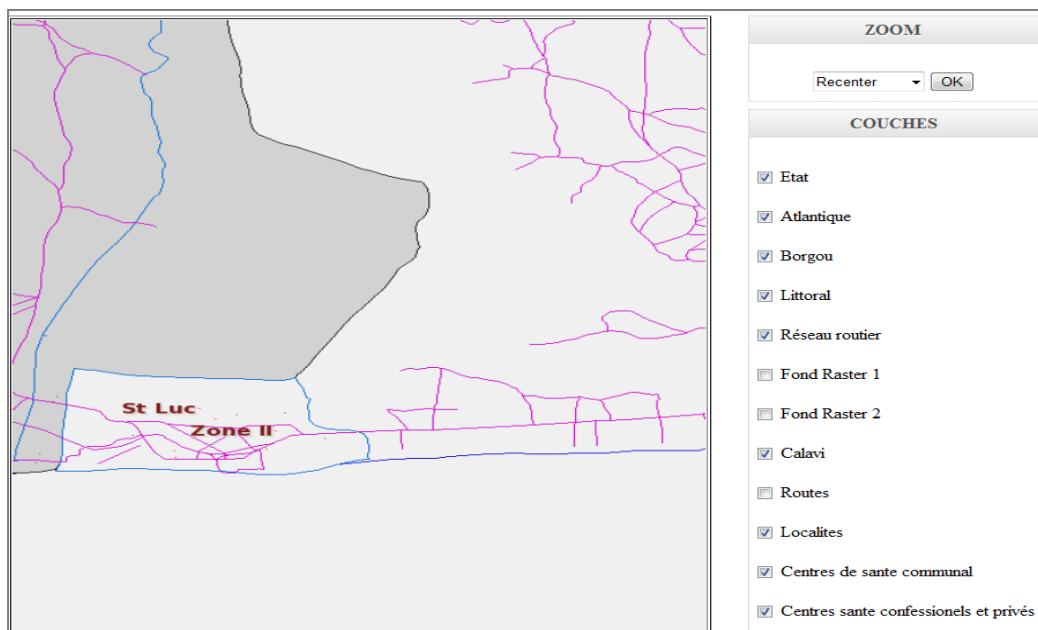 St Luc
Zone II
ZOOM
Recenter OK
COUCHES
Etat
Atlantique
Borgou
Littoral
Réseau routier
Fond Raster 1
Fond Raster 2
Calavi
Routes
Localites
Centres de sante communal
Centres sante confessionels et privés